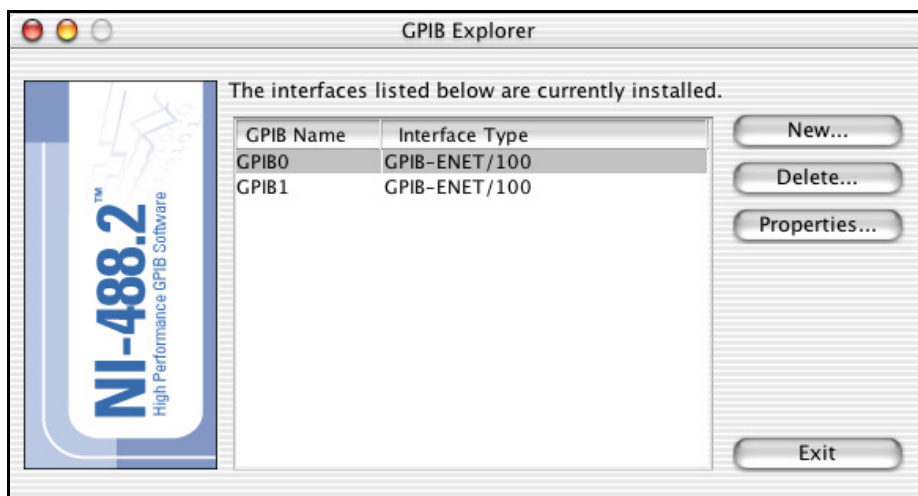 GPIB Explorer
NI-488.2™
High Performance GPIB Software
The interfaces listed below are currently installed.
GPIB Name Interface Type
GPIB0 GPIB-ENET/100
GPIB1 GPIB-ENET/100
New...
Delete...
Properties...
Exit